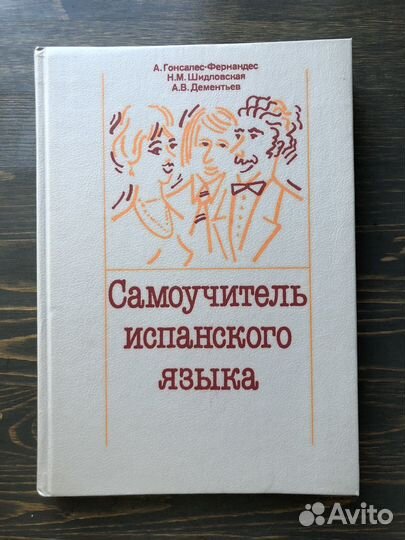 А. Гонсалес-Фернандес
Н.М. Шидловская
А.В. Дементьев
Самоучитель
испанского
языка
Avito